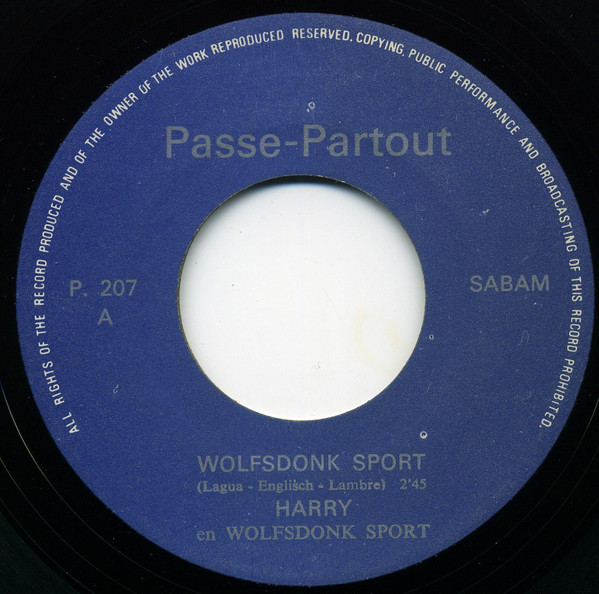 ALL RIGHTS OF THE RECORD PRODUCED AND OF THE OWNER OF THE WORK REPRODUCED RESERVED. COPYING, PUBLIC PERFORMANCE AND BROADCASTING OF THIS RECORD PROHIBITED.
Passe-Partout
P. 207
SABAM
A
WOLFSDONK SPORT
(Lagua - Englisch - Lambre) 2'45
HARRY
en WOLFSDONK SPORT